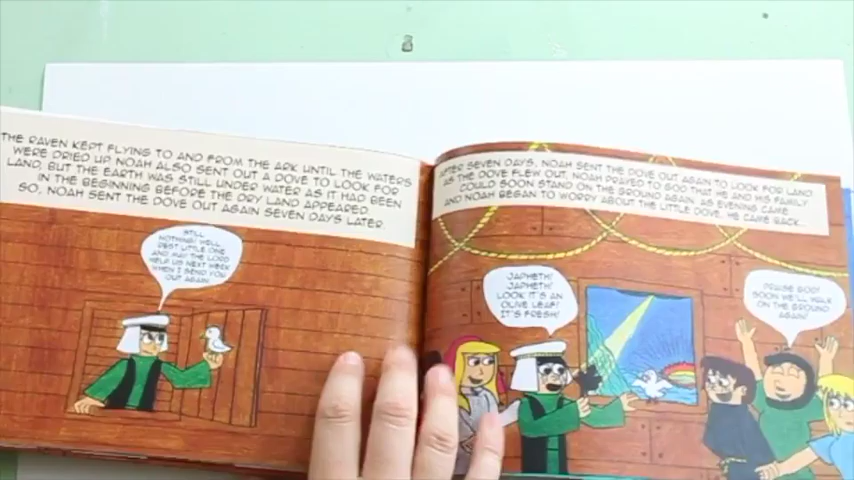 THE RAVEN KEPT FLYING TO AND FROM THE ARK UNTIL THE WATERS
WERE DRIED UP. NOAH ALSO SENT OUT A DOVE TO LOOK FOR
LAND, BUT THE EARTH WAS STILL UNDER WATER AS IT HAD BEEN
IN THE BEGINNING BEFORE THE DRY LAND APPEARED.
SO, NOAH SENT THE DOVE OUT AGAIN SEVEN DAYS LATER.
STILL
NOTHING! WELL
REST LITTLE ONE
AND MAY THE LORD
HELP US NEXT WEEK
WHEN I SEND YOU
OUT AGAIN.
AFTER SEVEN DAYS, NOAH SENT THE DOVE OUT AGAIN TO LOOK FOR LAND.
AS THE DOVE FLEW OUT, NOAH PRAYED TO GOD THAT HE AND HIS FAMILY
COULD SOON STAND ON THE GROUND AGAIN. AS EVENING CAME
AND NOAH BEGAN TO WORRY ABOUT THE LITTLE DOVE, HE CAME BACK...
JAPHETH!
JAPHETH!
LOOK IT'S AN
OLIVE LEAF!
IT'S FRESH!
PRAISE GOD!
SOON WE'LL WALK
ON THE GROUND
AGAIN!